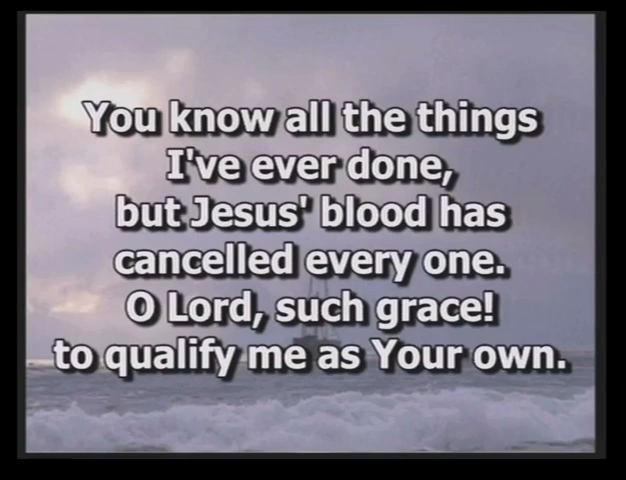 You know all the things
I've ever done,
but Jesus' blood has
cancelled every one.
O Lord, such grace!
to qualify me as Your own.